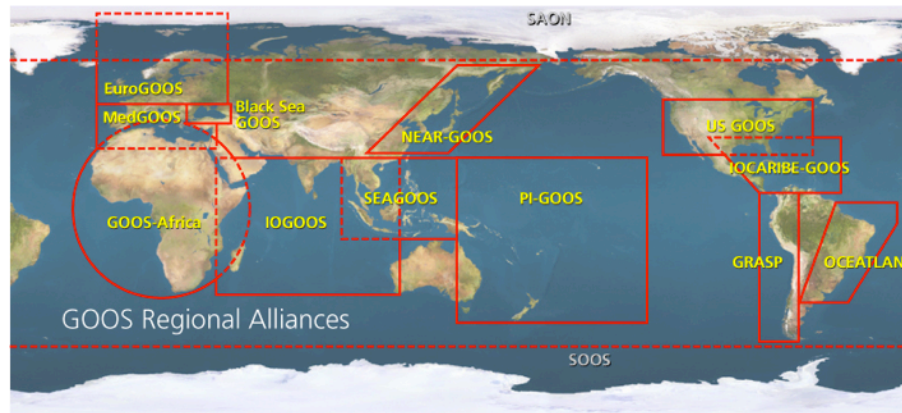 SAON
EuroGOOS
MedGOOS
Black Sea
GOOS
NEAR-GOOS
US GOOS
IOCARIBE-GOOS
GOOS-Africa
IOGOOS
SEAGOOS
PI-GOOS
GRASP
OCEATLAN
GOOS Regional Alliances
SOOS